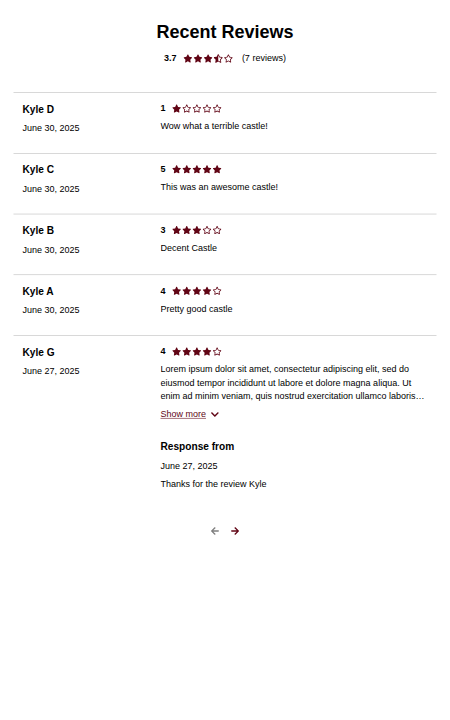 Recent Reviews
3.7 (7 reviews)
Kyle D
June 30, 2025
1
Wow what a terrible castle!
Kyle C
June 30, 2025
5
This was an awesome castle!
Kyle B
June 30, 2025
3
Decent Castle
Kyle A
June 30, 2025
4
Pretty good castle
Kyle G
June 27, 2025
4
Lorem ipsum dolor sit amet, consectetur adipiscing elit, sed do
eiusmod tempor incididunt ut labore et dolore magna aliqua. Ut
enim ad minim veniam, quis nostrud exercitation ullamco laboris…
Show more
Response from
June 27, 2025
Thanks for the review Kyle